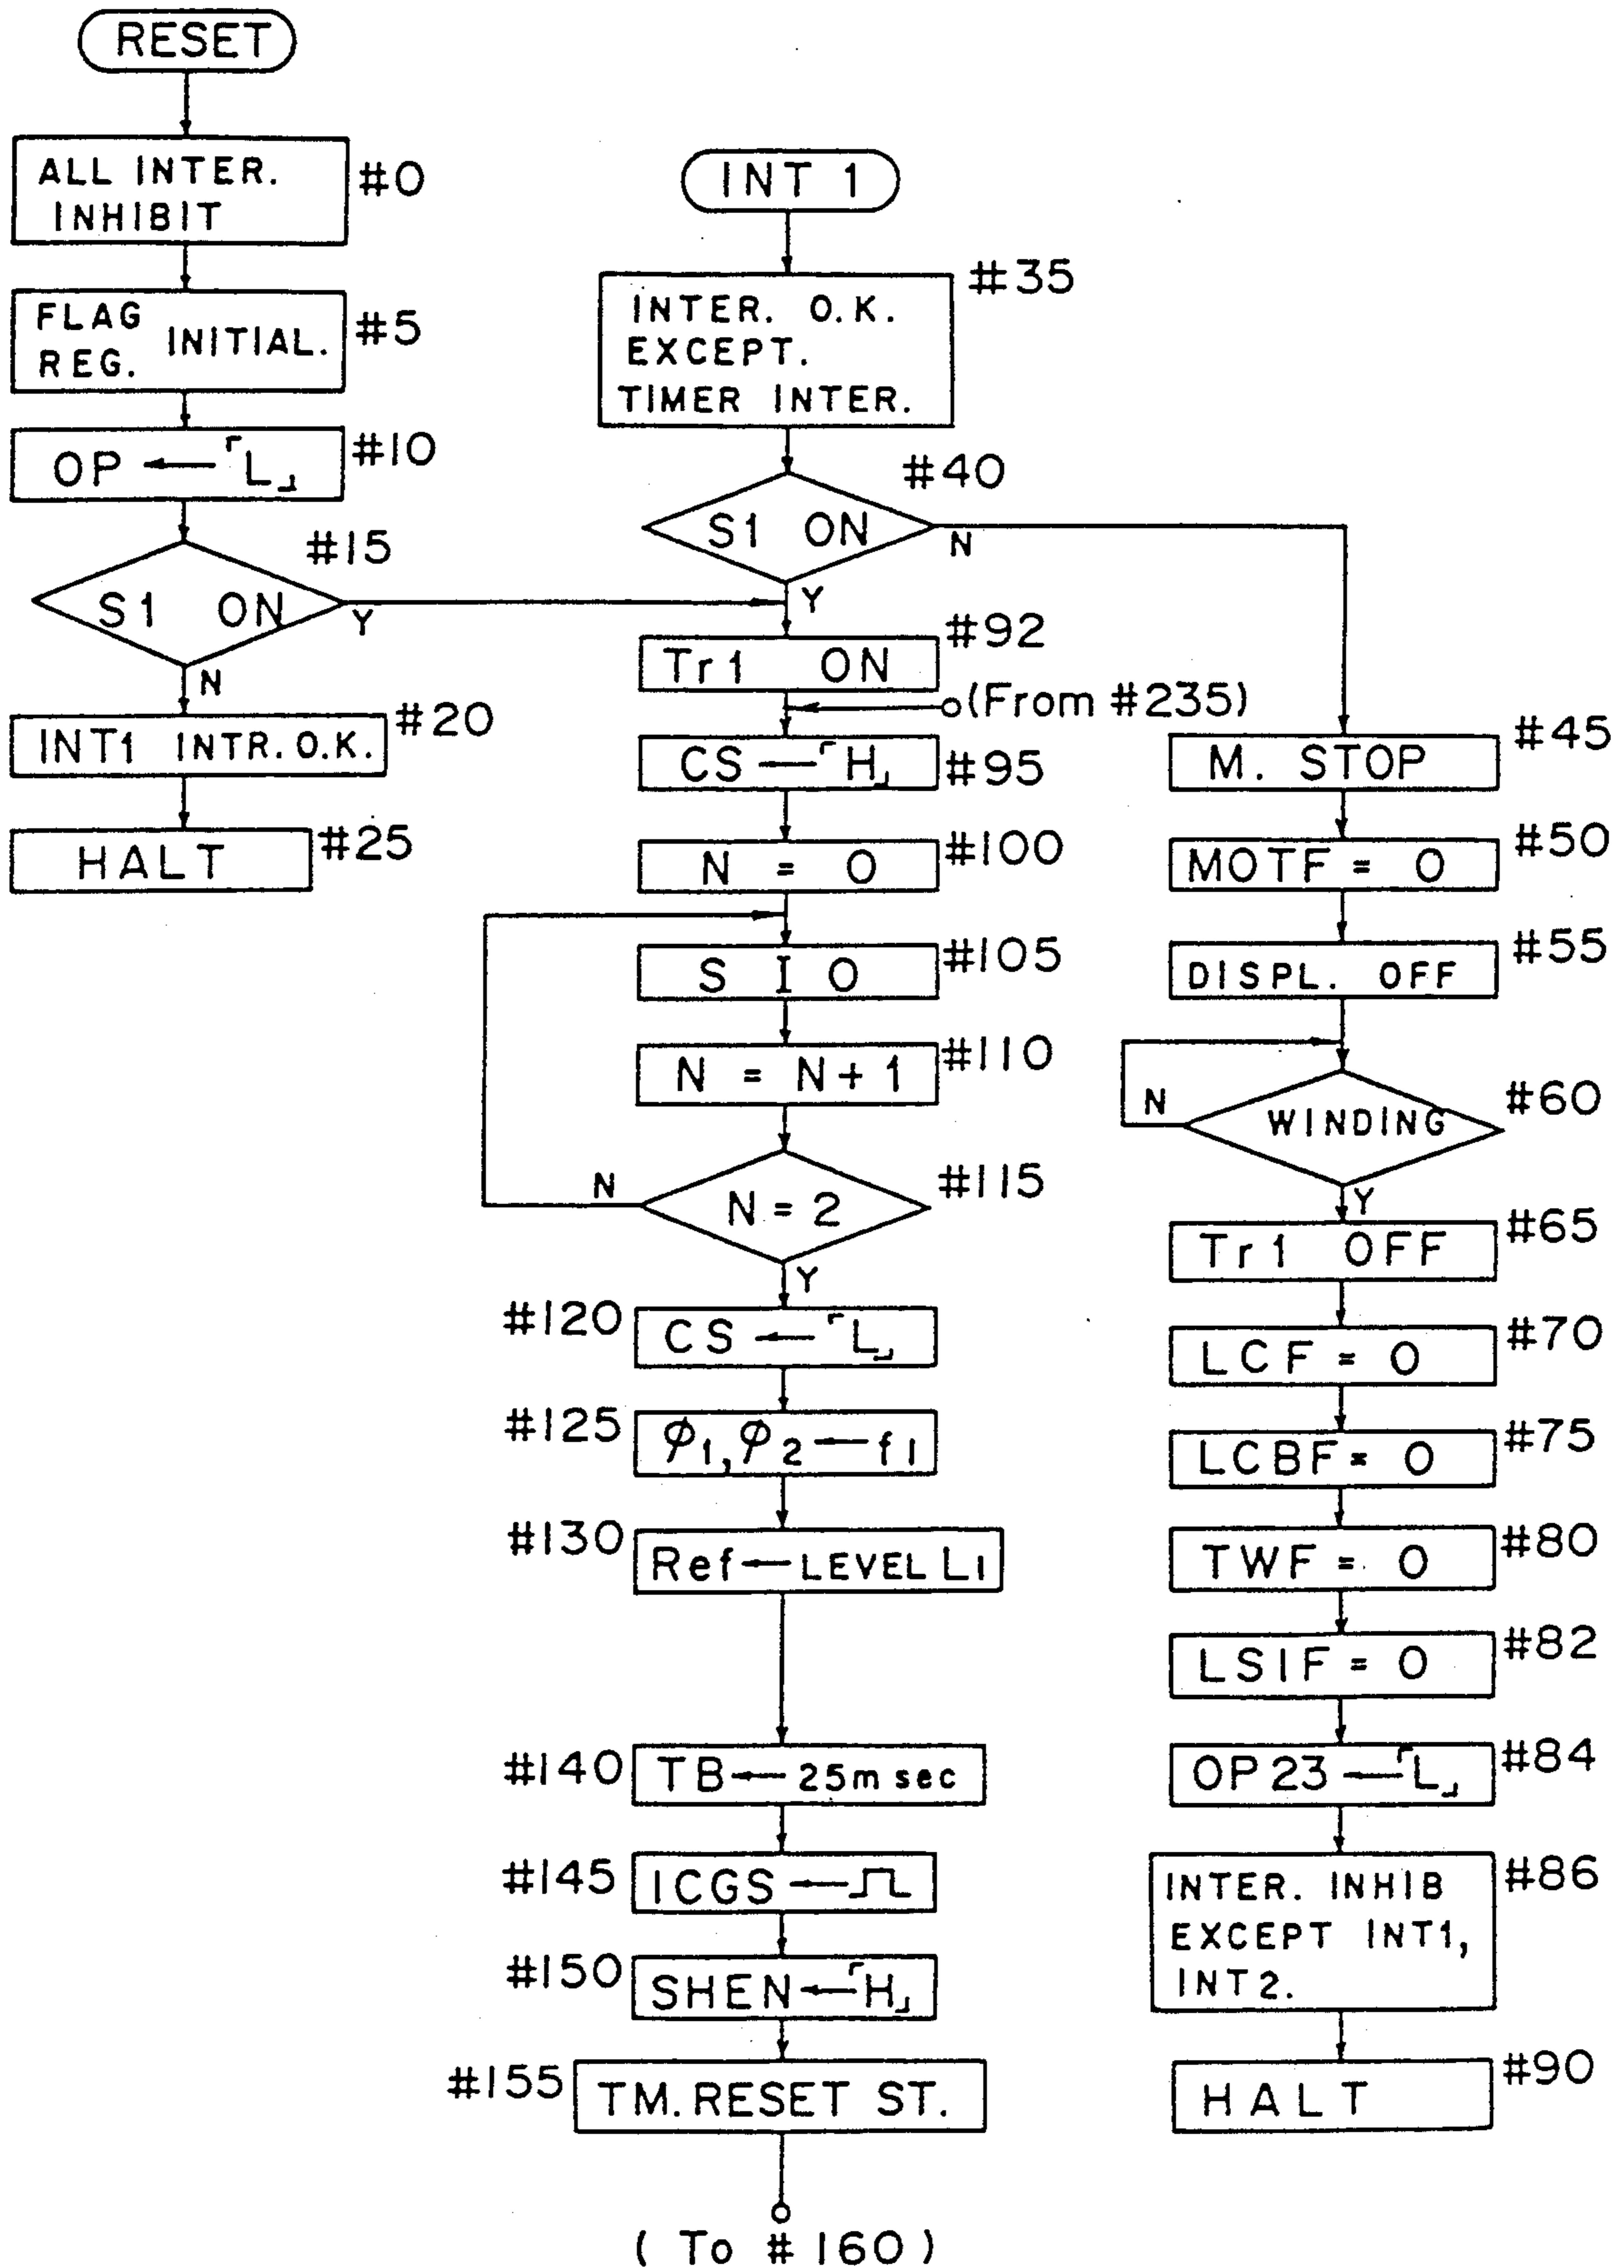 RESET
ALL INTER.
INHIBIT
#0
FLAG
REG. INITIAL.
#5
OP ← 「L」
#10
#15
S1 ON
Y
N
INT1 INTR. O.K.
#20
HALT
#25
INT 1
#35
INTER. O.K.
EXCEPT.
TIMER INTER.
#40
S1 ON
N
Y
Tr1 ON
#92
(From #235)
CS ← 「H」
#95
N = 0
#100
S I O
#105
N = N + 1
#110
N = 2
#115
N
Y
#120
CS ← 「L」
#125
φ1, φ2 ← f1
#130
Ref ← LEVEL L1
#140
TB ← 25m sec
#145
ICGS ←
#150
SHEN ← 「H」
#155
TM. RESET ST.
( To #160 )
M. STOP
#45
MOTF = 0
#50
DISPL. OFF
#55
WINDING
#60
N
Y
Tr1 OFF
#65
LCF = 0
#70
LCBF = 0
#75
TWF = 0
#80
LSIF = 0
#82
OP23 ← 「L」
#84
INTER. INHIB
EXCEPT INT1,
INT2.
#86
HALT
#90